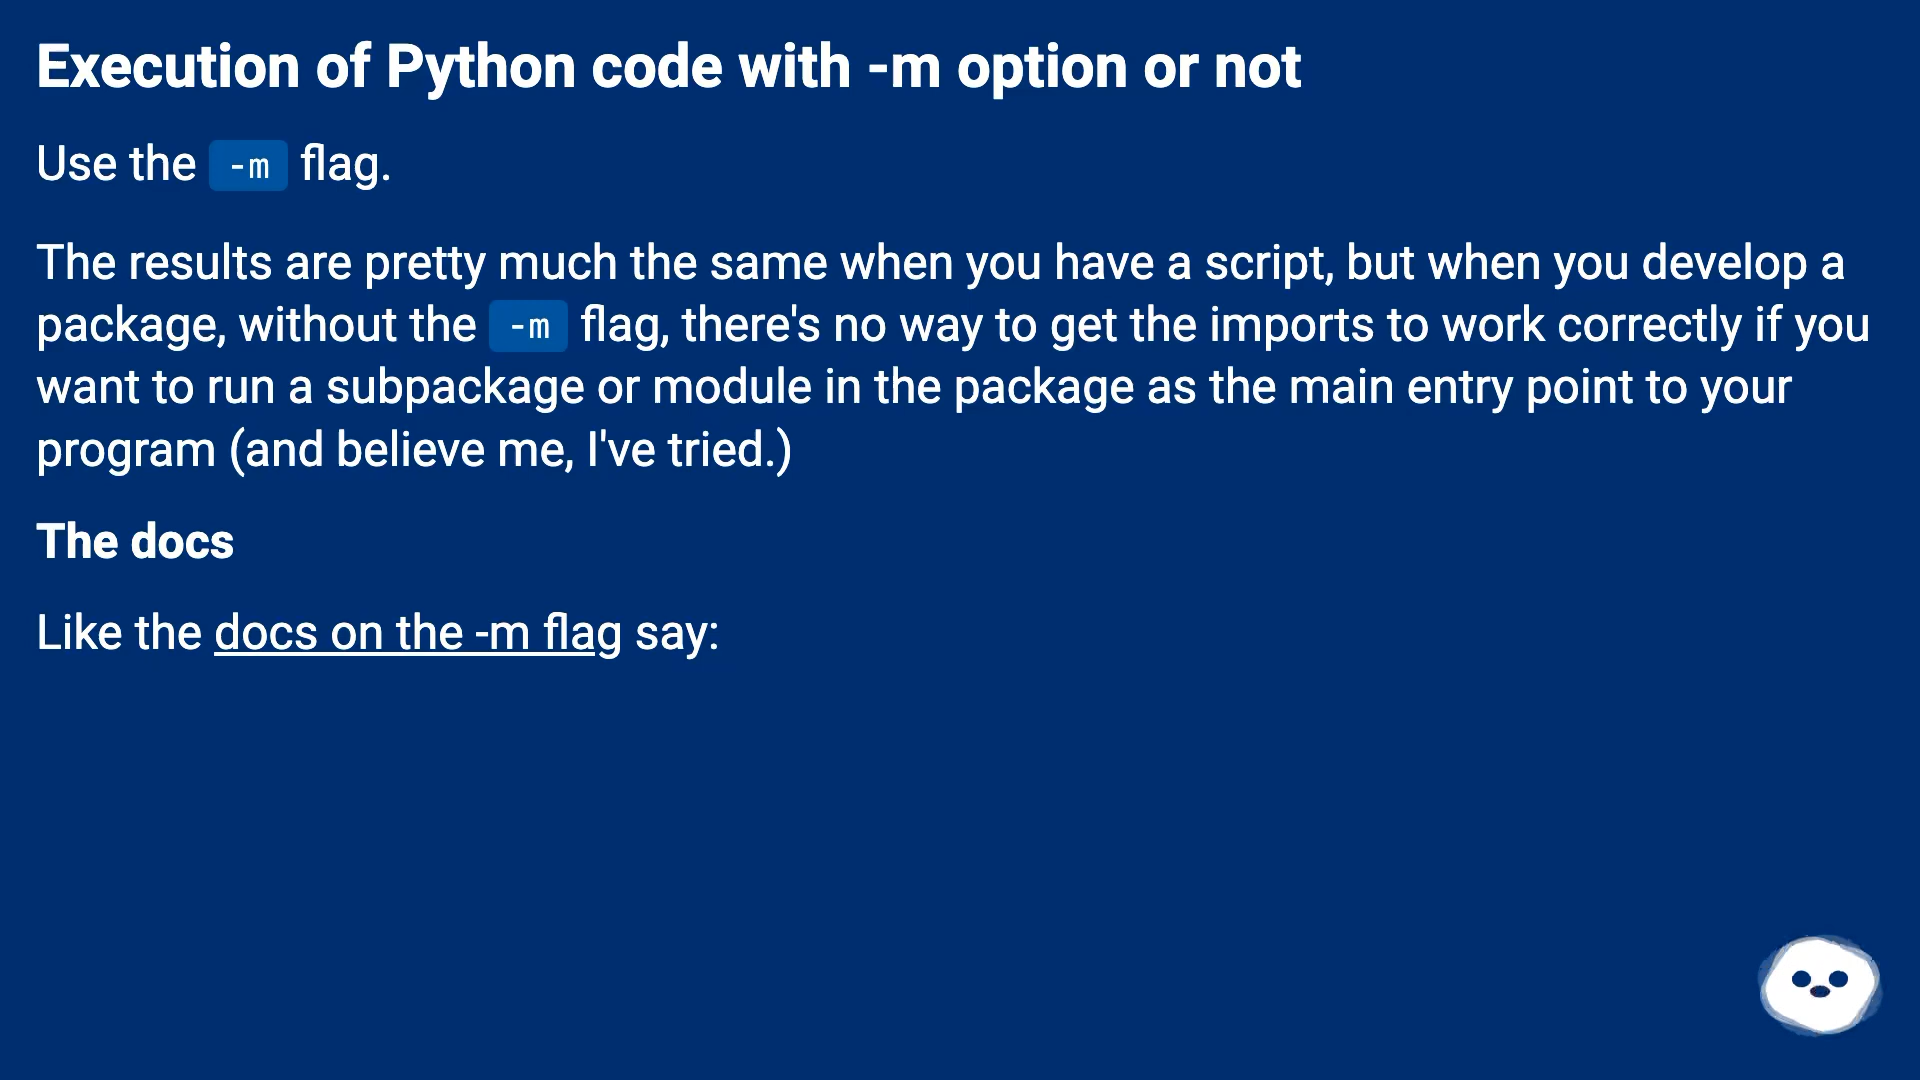 Execution of Python code with -m option or not
Use the -m flag.
The results are pretty much the same when you have a script, but when you develop a
package, without the -m flag, there's no way to get the imports to work correctly if you
want to run a subpackage or module in the package as the main entry point to your
program (and believe me, I've tried.)
The docs
Like the docs on the -m flag say: